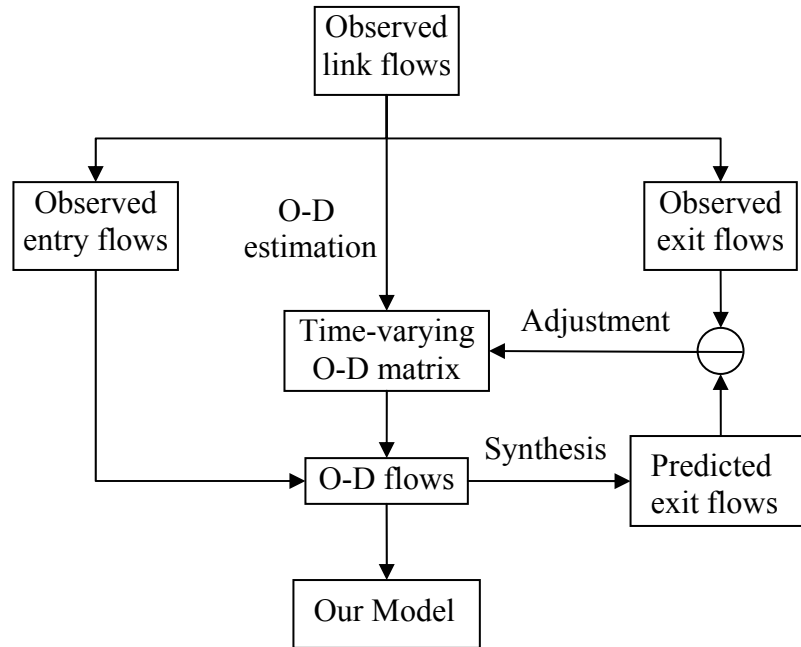 Observed
link flows
Observed
entry flows
O-D
estimation
Observed
exit flows
Time-varying
O-D matrix
Adjustment
O-D flows
Synthesis
Predicted
exit flows
Our Model